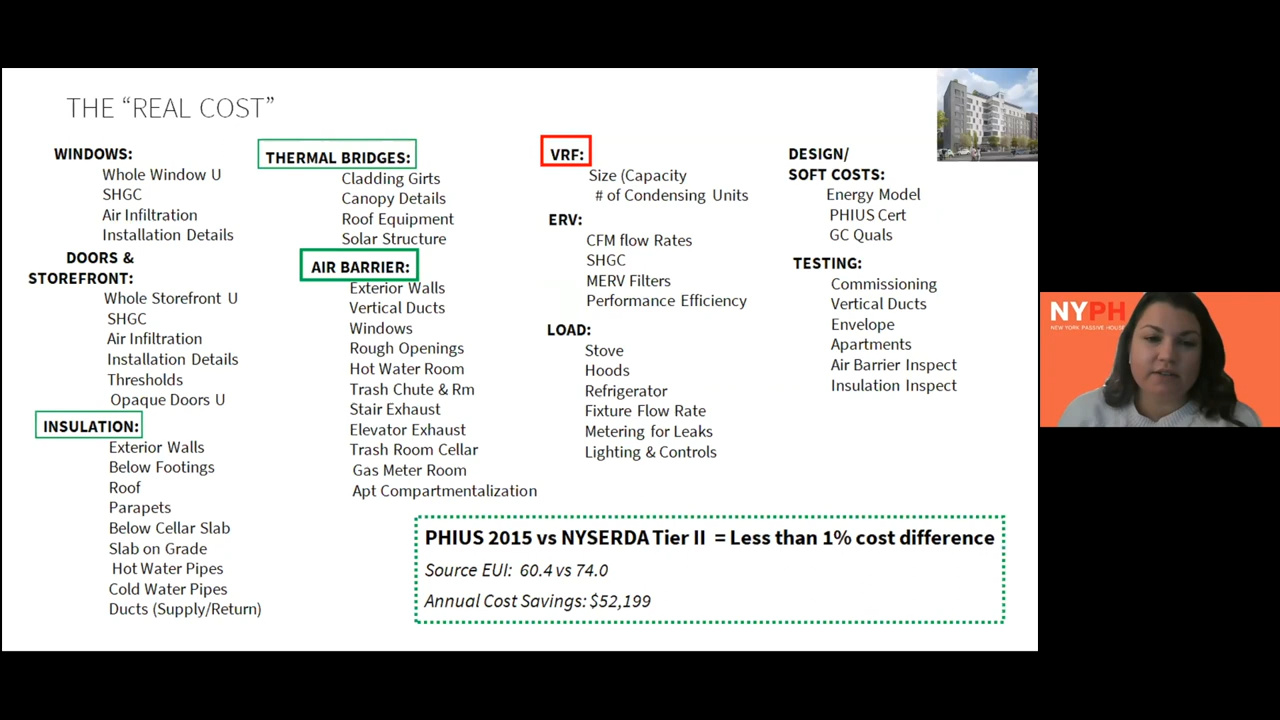 THE “REAL COST”
WINDOWS:
Whole Window U
SHGC
Air Infiltration
Installation Details
DOORS &
STOREFRONT:
Whole Storefront U
SHGC
Air Infiltration
Installation Details
Thresholds
Opaque Doors U
INSULATION:
Exterior Walls
Below Footings
Roof
Parapets
Below Cellar Slab
Slab on Grade
Hot Water Pipes
Cold Water Pipes
Ducts (Supply/Return)
THERMAL BRIDGES:
Cladding Girts
Canopy Details
Roof Equipment
Solar Structure
AIR BARRIER:
Exterior Walls
Vertical Ducts
Windows
Rough Openings
Hot Water Room
Trash Chute & Rm
Stair Exhaust
Elevator Exhaust
Trash Room Cellar
Gas Meter Room
Apt Compartmentalization
VRF:
Size (Capacity
# of Condensing Units
ERV:
CFM flow Rates
SHGC
MERV Filters
Performance Efficiency
LOAD:
Stove
Hoods
Refrigerator
Fixture Flow Rate
Metering for Leaks
Lighting & Controls
DESIGN/
SOFT COSTS:
Energy Model
PHIUS Cert
GC Quals
TESTING:
Commissioning
Vertical Ducts
Envelope
Apartments
Air Barrier Inspect
Insulation Inspect
PHIUS 2015 vs NYSERDA Tier II = Less than 1% cost difference
Source EUI: 60.4 vs 74.0
Annual Cost Savings: $52,199
NYPH
NEW YORK PASSIVE HOUSE